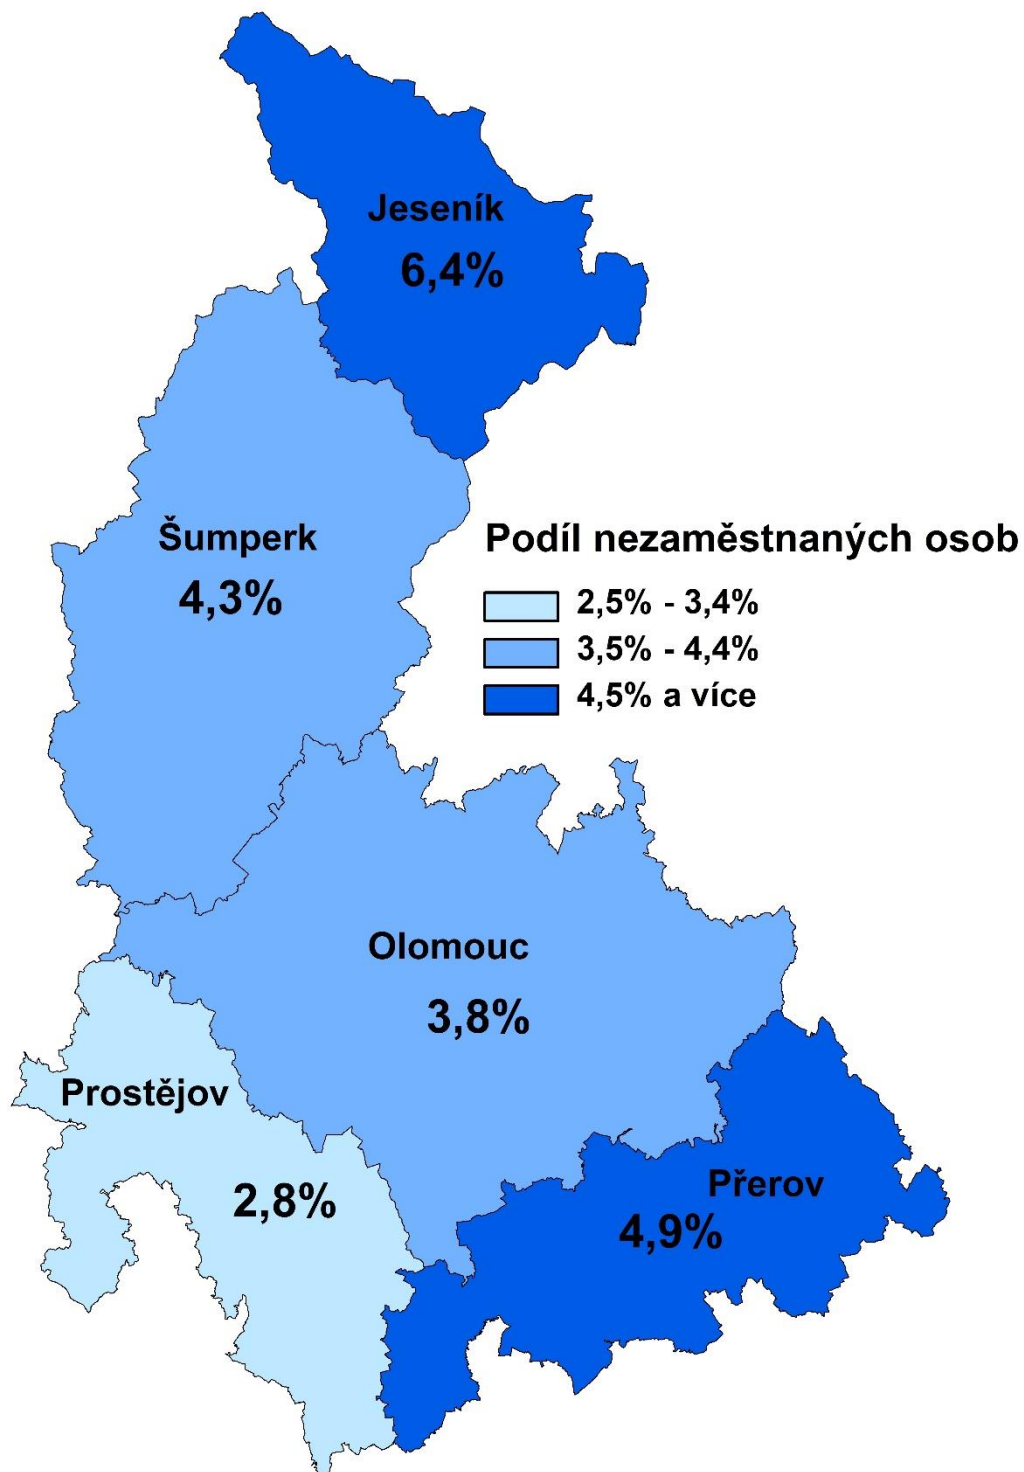 Jeseník
6,4%
Šumperk
4,3%
Podíl nezaměstnaných osob
2,5% - 3,4%
3,5% - 4,4%
4,5% a více
Olomouc
3,8%
Prostějov
2,8%
Přerov
4,9%